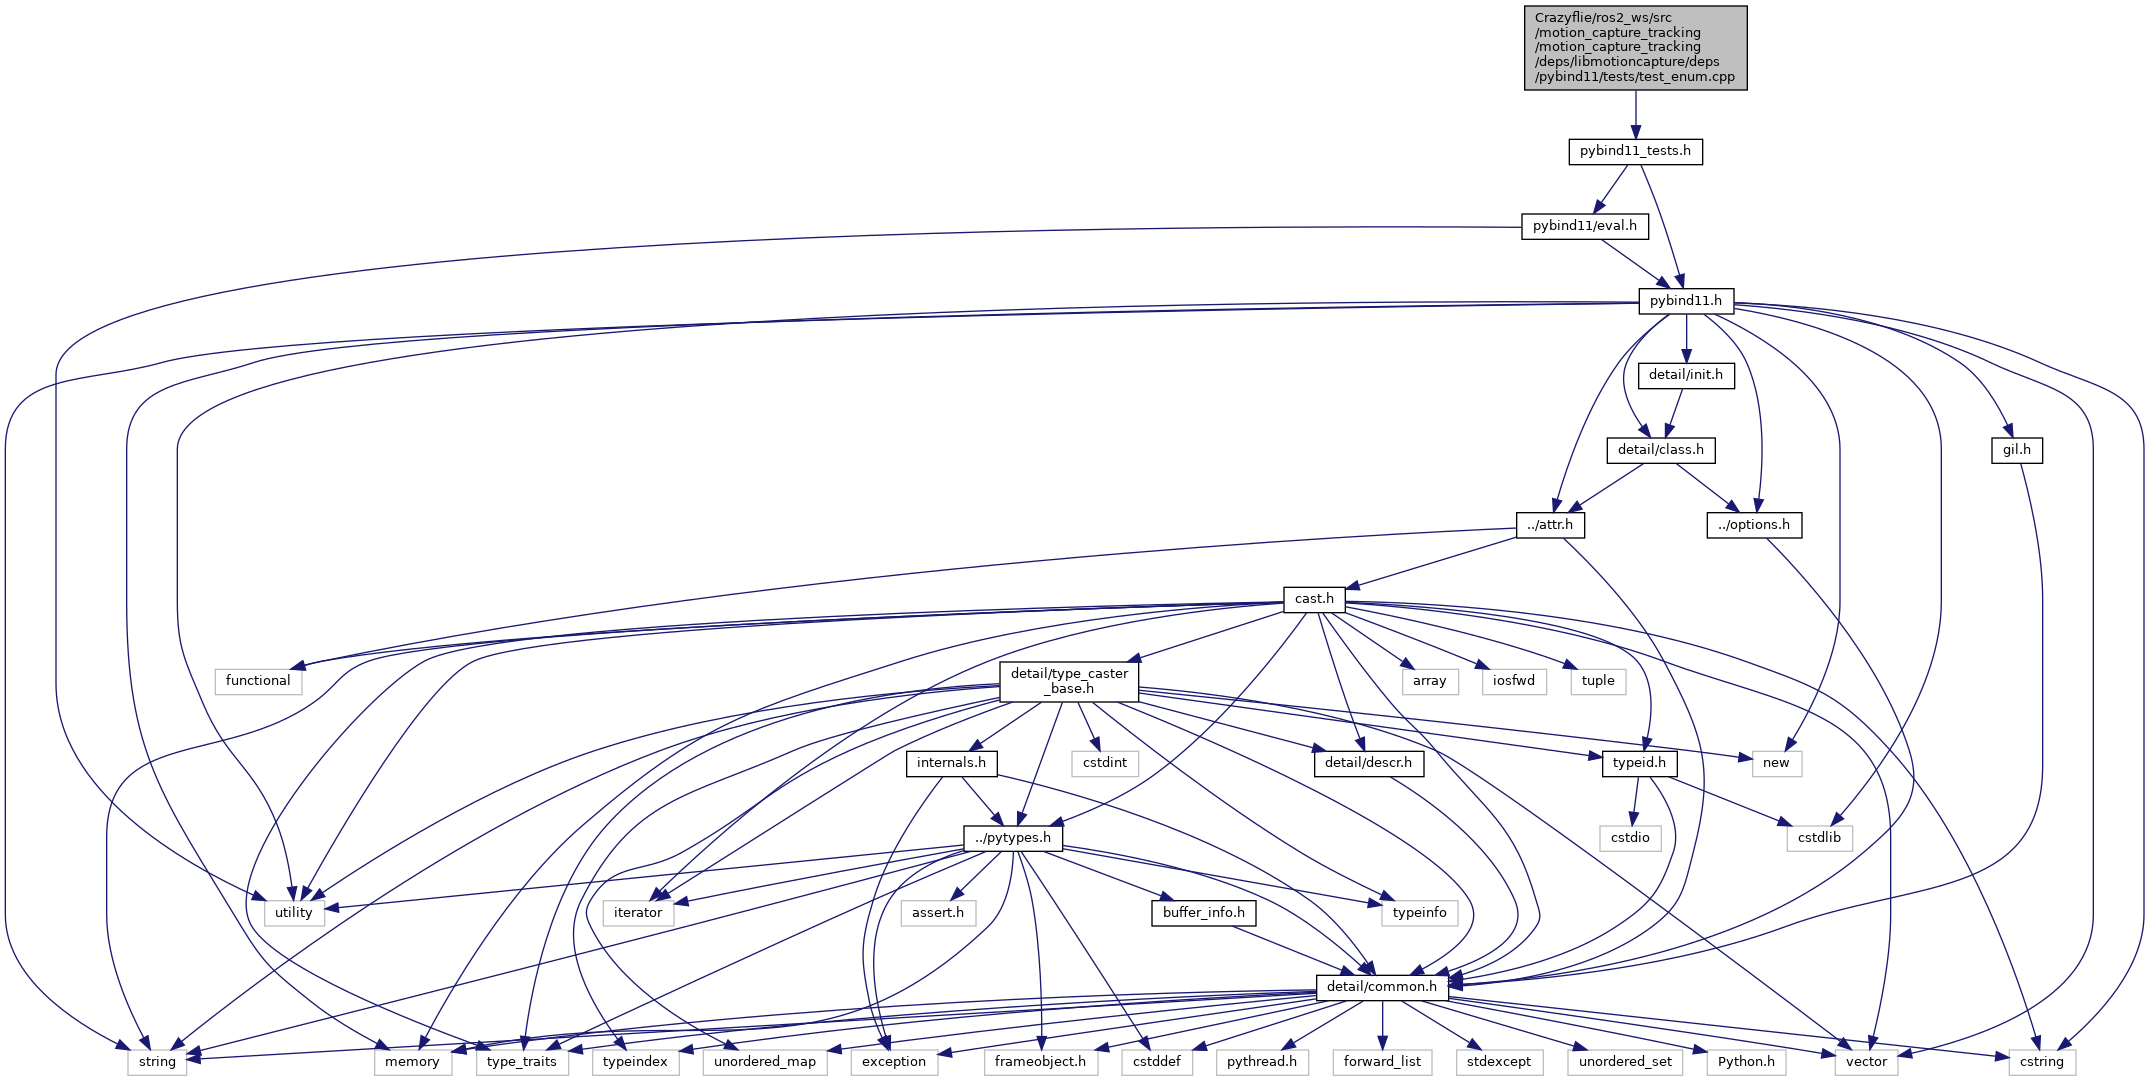 Crazyflie/ros2_ws/src
/motion_capture_tracking
/motion_capture_tracking
/deps/libmotioncapture/deps
/pybind11/tests/test_enum.cpp
pybind11_tests.h
pybind11/eval.h
pybind11.h
detail/init.h
detail/class.h
gil.h
../attr.h
../options.h
cast.h
functional
detail/type_caster
_base.h
array
iosfwd
tuple
internals.h
cstdint
detail/descr.h
typeid.h
new
../pytypes.h
cstdio
cstdlib
utility
iterator
assert.h
buffer_info.h
typeinfo
detail/common.h
string
memory
type_traits
typeindex
unordered_map
exception
frameobject.h
cstddef
pythread.h
forward_list
stdexcept
unordered_set
Python.h
vector
cstring